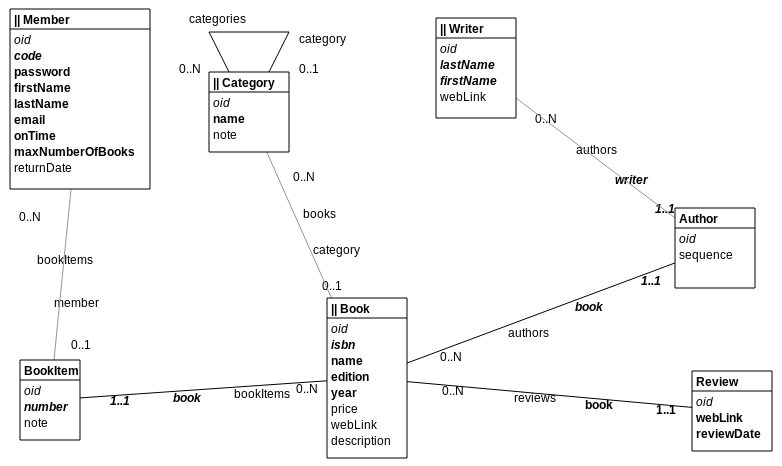 || Member
oid
code
password
firstName
lastName
email
onTime
maxNumberOfBooks
returnDate
categories
category
0..N
0..1
|| Category
oid
name
note
|| Writer
oid
lastName
firstName
webLink
0..N
authors
writer
1..1
Author
oid
sequence
0..N
bookItems
member
0..1
0..N
books
category
0..1
|| Book
oid
isbn
name
edition
year
price
webLink
description
1..1
book
authors
0..N
BookItem
oid
number
note
1..1
book
bookItems
0..N
0..N
reviews
book
1..1
Review
oid
webLink
reviewDate